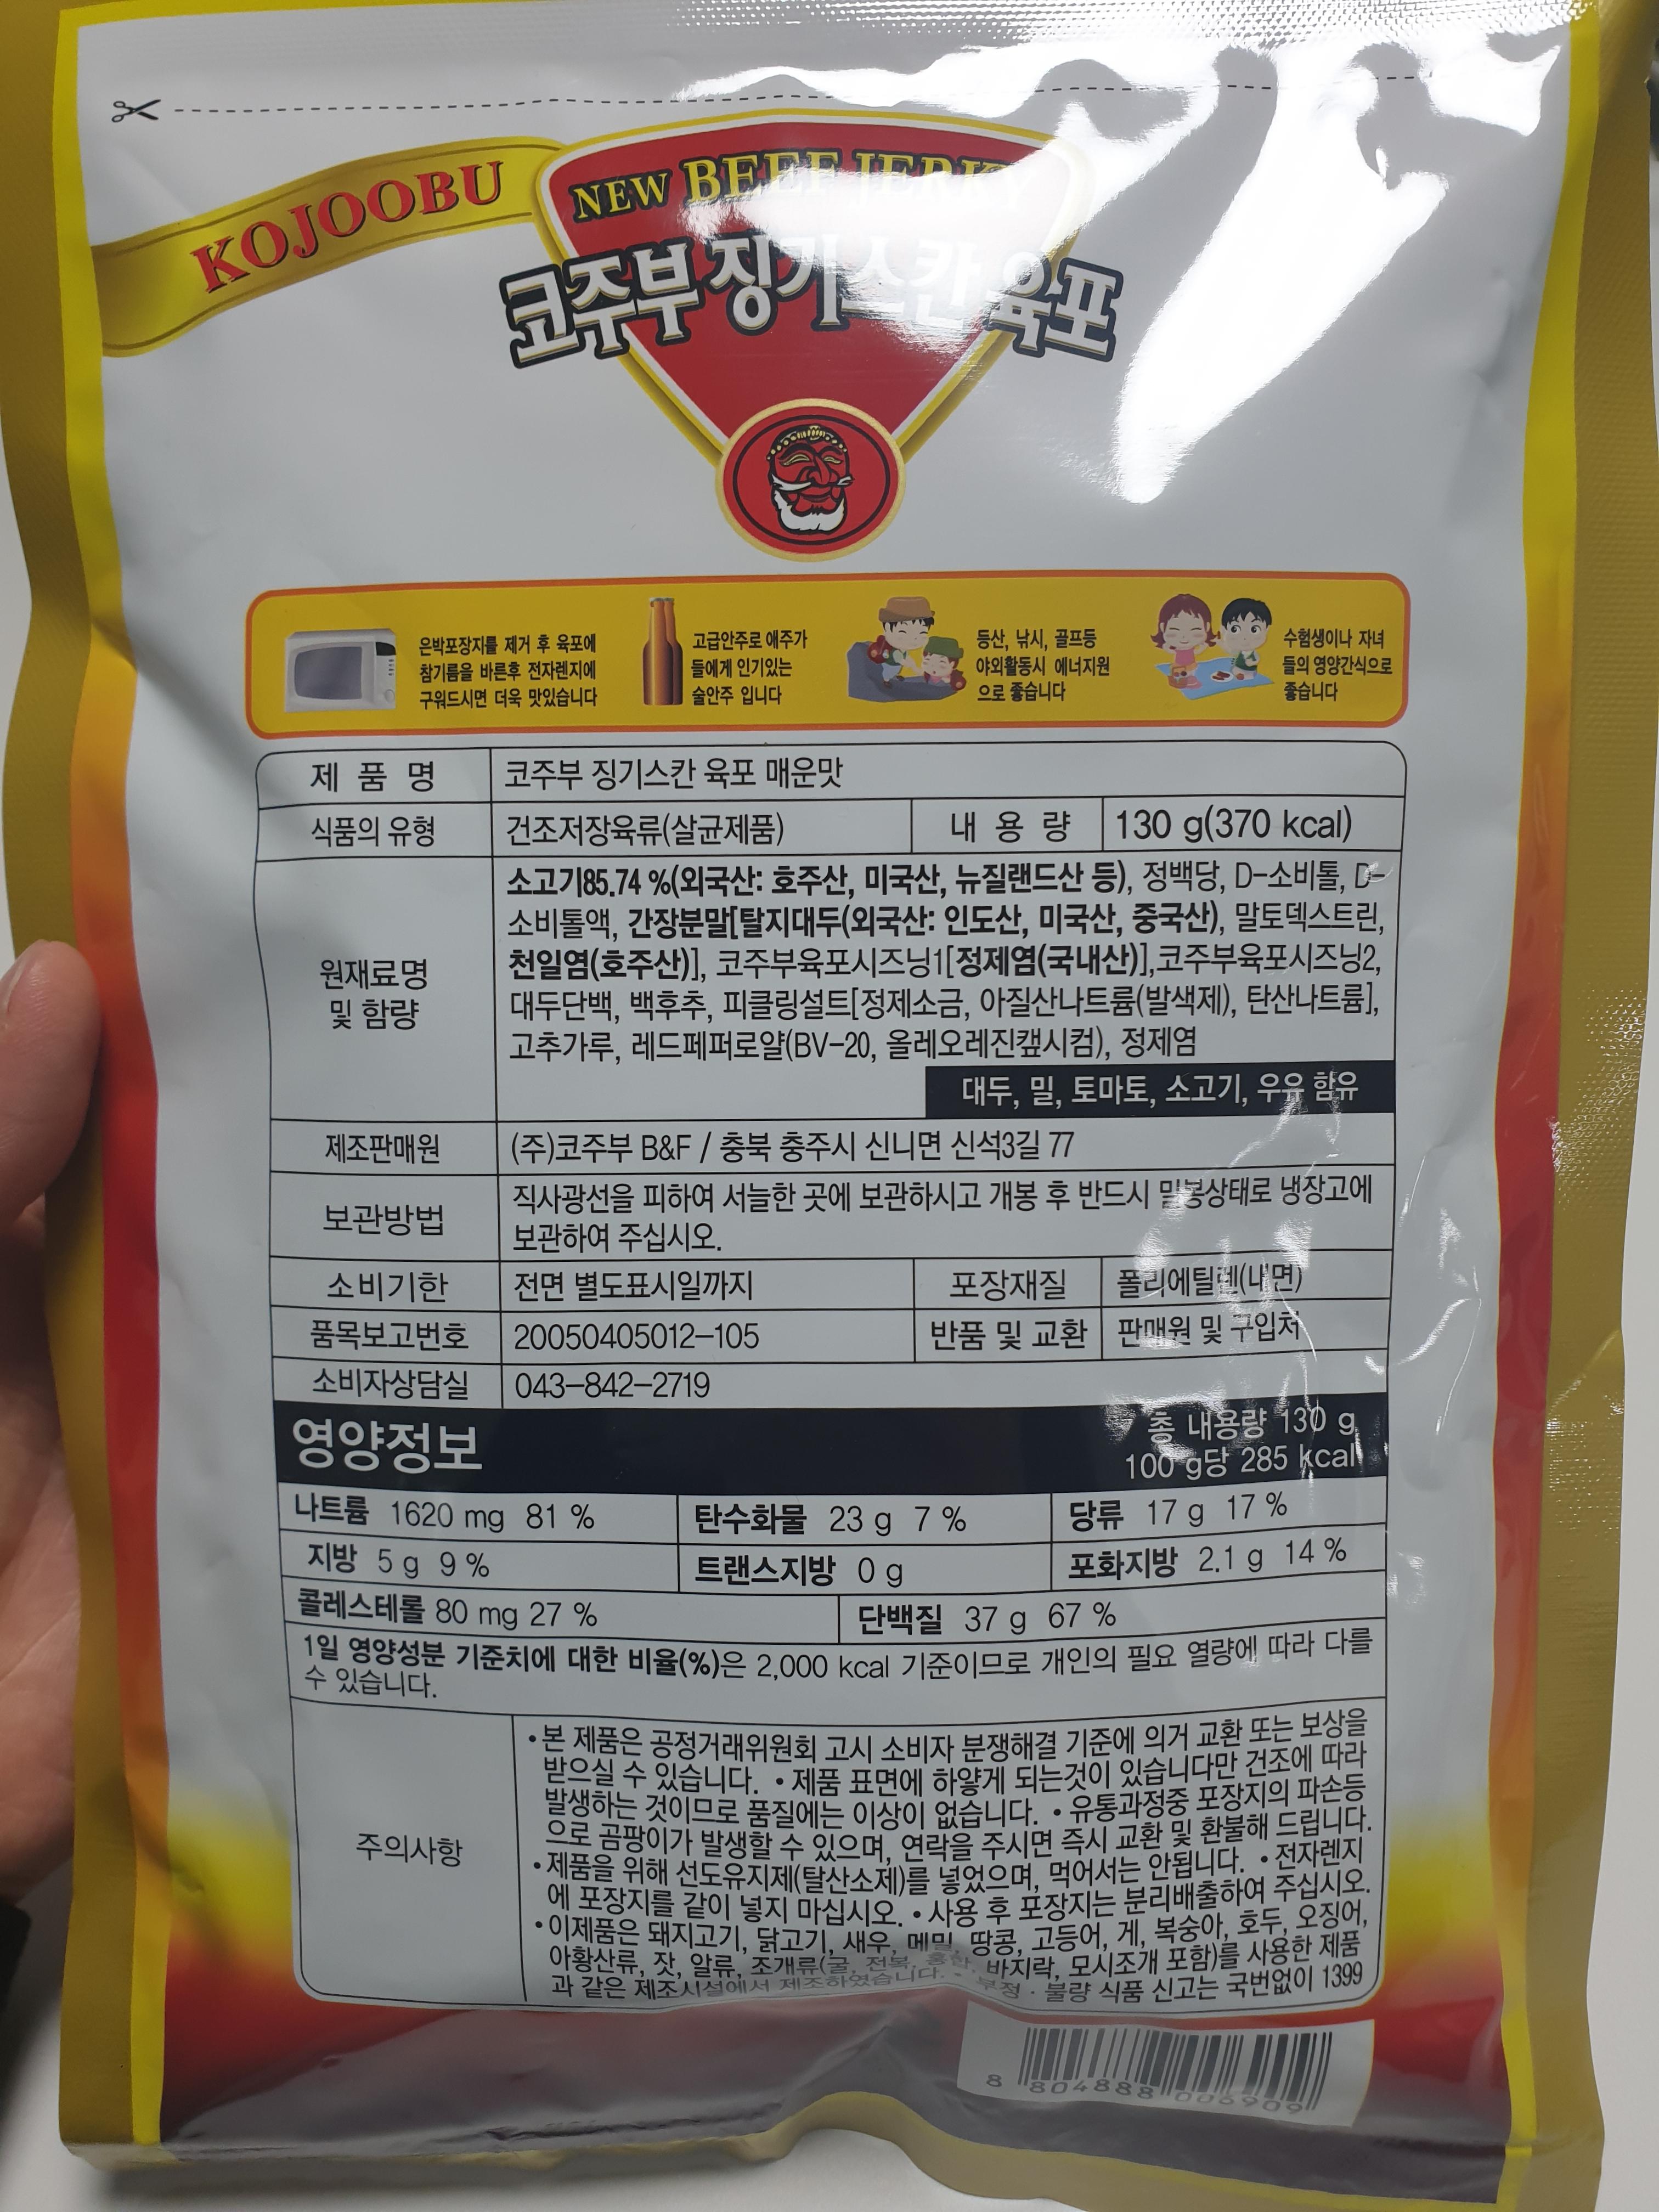 KOJOOBU
NEW BEEF JERKY
코주부 징기스칸 육포
은박포장지를 제거 후 육포에
참기름을 바른후 전자렌지에
구워드시면 더욱 맛있습니다
고급안주로 애주가
들에게 인기있는
술안주 입니다
등산, 낚시, 골프등
야외활동시 에너지원
으로 좋습니다
수험생이나 자녀
들의 영양간식으로
좋습니다
제 품 명 코주부 징기스칸 육포 매운맛
식품의 유형 건조저장육류(살균제품) 내 용 량 130 g(370 kcal)
원재료명
및 함량
소고기85.74 %(외국산: 호주산, 미국산, 뉴질랜드산 등), 정백당, D-소비톨, D-
소비톨액, 간장분말[탈지대두(외국산: 인도산, 미국산, 중국산), 말토덱스트린,
천일염(호주산)], 코주부육포시즈닝1[정제염(국내산)],코주부육포시즈닝2,
대두단백, 백후추, 피클링설트[정제소금, 아질산나트륨(발색제), 탄산나트륨],
고추가루, 레드페퍼로얄(BV-20, 올레오레진캪시컴), 정제염
대두, 밀, 토마토, 소고기, 우유 함유
제조판매원 (주)코주부 B&F / 충북 충주시 신니면 신석3길 77
보관방법
직사광선을 피하여 서늘한 곳에 보관하시고 개봉 후 반드시 밀봉상태로 냉장고에
보관하여 주십시오.
소비기한 전면 별도표시일까지 포장재질 폴리에틸렌(내면)
품목보고번호 20050405012-105 반품 및 교환 판매원 및 구입처
소비자상담실 043-842-2719
영양정보
총 내용량 130 g
100 g당 285 kcal
나트륨 1620 mg 81 % 탄수화물 23 g 7 % 당류 17 g 17 %
지방 5 g 9 % 트랜스지방 0 g 포화지방 2.1 g 14 %
콜레스테롤 80 mg 27 % 단백질 37 g 67 %
1일 영양성분 기준치에 대한 비율(%)은 2,000 kcal 기준이므로 개인의 필요 열량에 따라 다를
수 있습니다.
주의사항
•본 제품은 공정거래위원회 고시 소비자 분쟁해결 기준에 의거 교환 또는 보상을
받으실 수 있습니다. •제품 표면에 하얗게 되는것이 있습니다만 건조에 따라
발생하는 것이므로 품질에는 이상이 없습니다. •유통과정중 포장지의 파손등
으로 곰팡이가 발생할 수 있으며, 연락을 주시면 즉시 교환 및 환불해 드립니다.
•제품을 위해 선도유지제(탈산소제)를 넣었으며, 먹어서는 안됩니다. •전자렌지
에 포장지를 같이 넣지 마십시오. •사용 후 포장지는 분리배출하여 주십시오.
•이제품은 돼지고기, 닭고기, 새우, 메밀, 땅콩, 고등어, 게, 복숭아, 호두, 오징어,
아황산류, 잣, 알류, 조개류(굴, 전복, 홍합, 바지락, 모시조개 포함)를 사용한 제품
과 같은 제조시설에서 제조하였습니다. • 부정·불량 식품 신고는 국번없이 1399
8 804888 006909